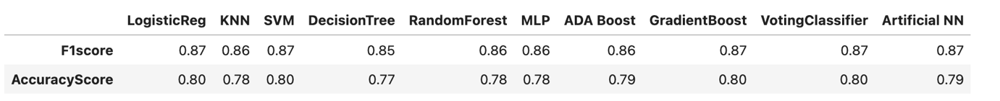 LogisticReg KNN SVM DecisionTree RandomForest MLP ADA Boost GradientBoost VotingClassifier Artificial NN
F1score 0.87 0.86 0.87 0.85 0.86 0.86 0.86 0.87 0.87 0.87
AccuracyScore 0.80 0.78 0.80 0.77 0.78 0.78 0.79 0.80 0.80 0.79